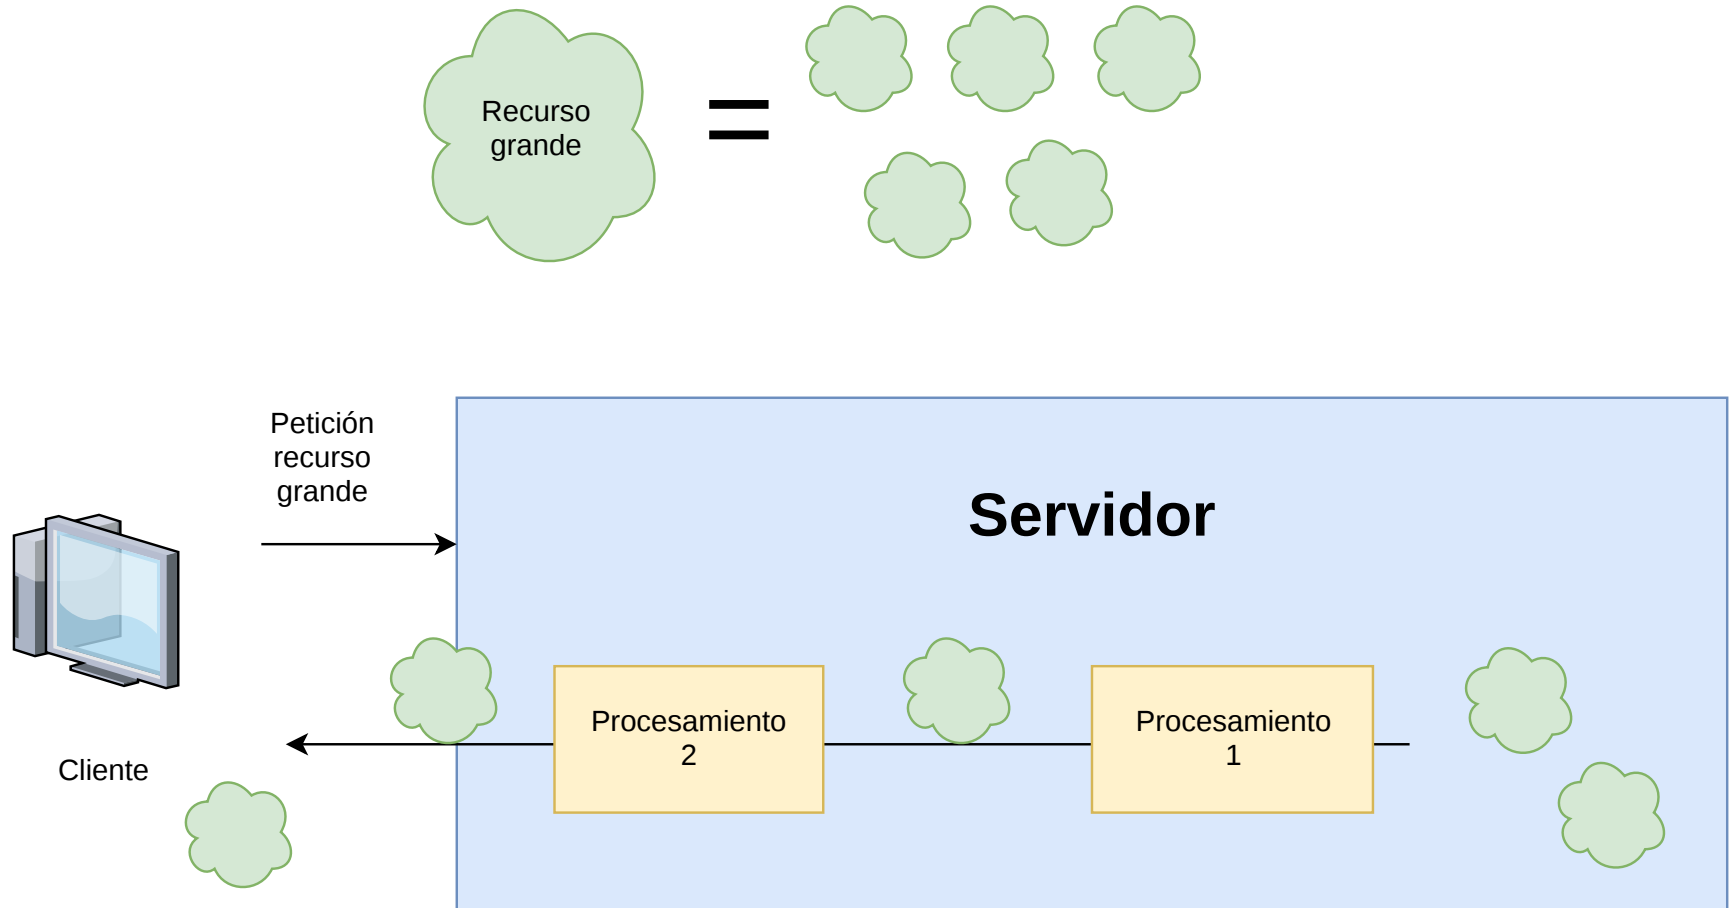 Recurso
grande
=
Petición
recurso
grande
Servidor
Procesamiento
2
Procesamiento
1
Cliente